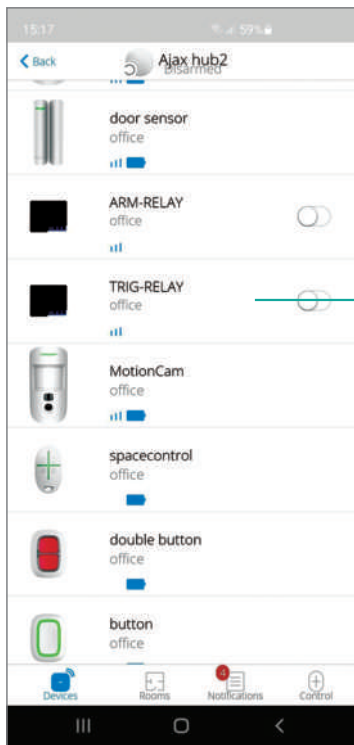 15:17
59%
Back
Ajax hub2
Disarmed
door sensor
office
ARM-RELAY
office
TRIG-RELAY
office
MotionCam
office
spacecontrol
office
double button
office
button
office
4
Devices
Rooms
Notifications
Control